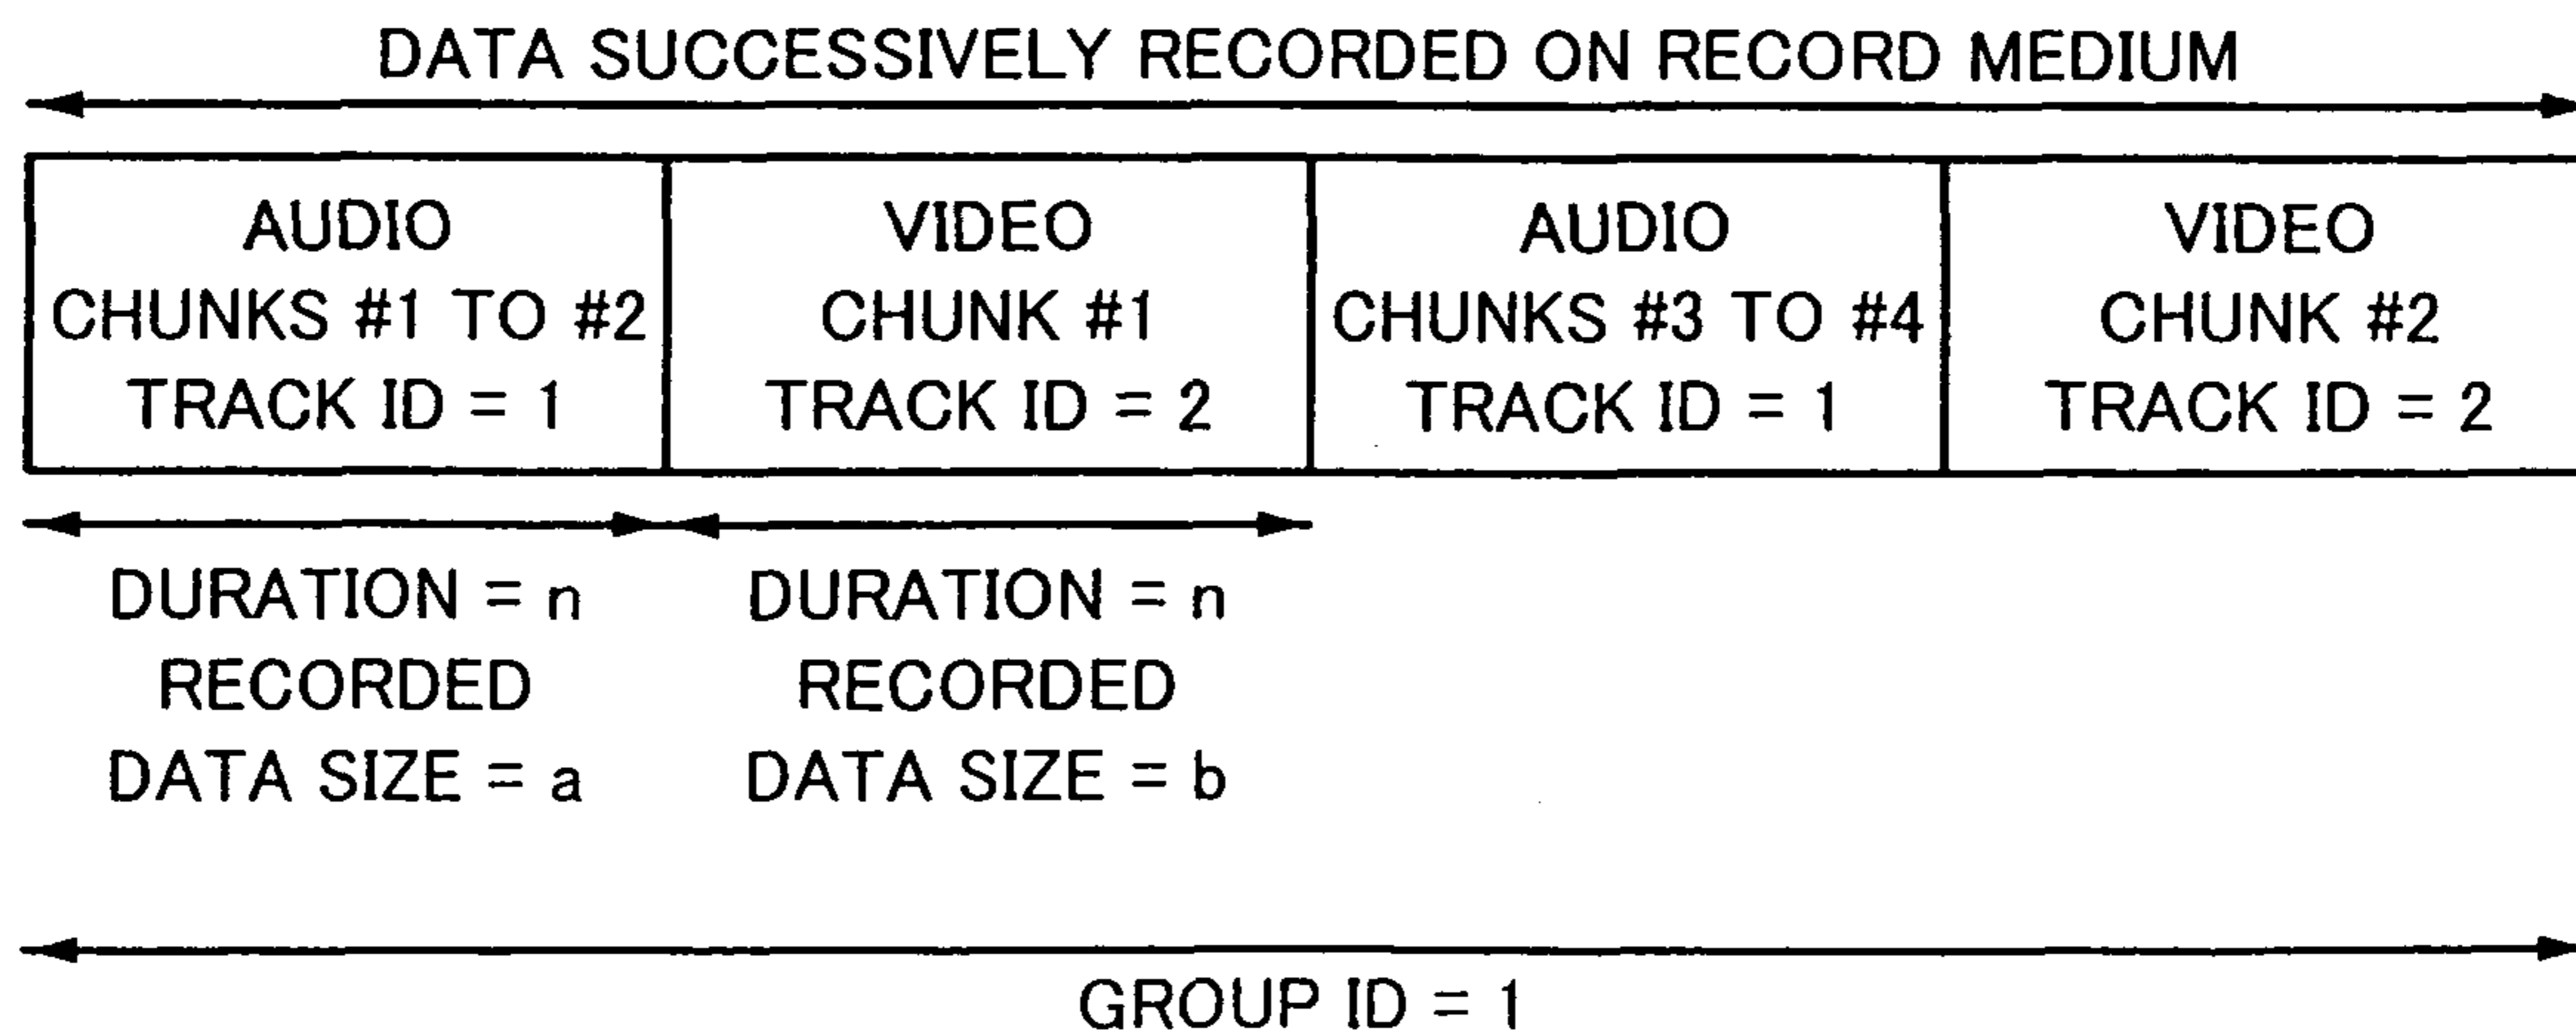 DATA SUCCESSIVELY RECORDED ON RECORD MEDIUM
AUDIO
CHUNKS #1 TO #2
TRACK ID = 1
VIDEO
CHUNK #1
TRACK ID = 2
AUDIO
CHUNKS #3 TO #4
TRACK ID = 1
VIDEO
CHUNK #2
TRACK ID = 2
DURATION = n
RECORDED
DATA SIZE = a
DURATION = n
RECORDED
DATA SIZE = b
GROUP ID = 1